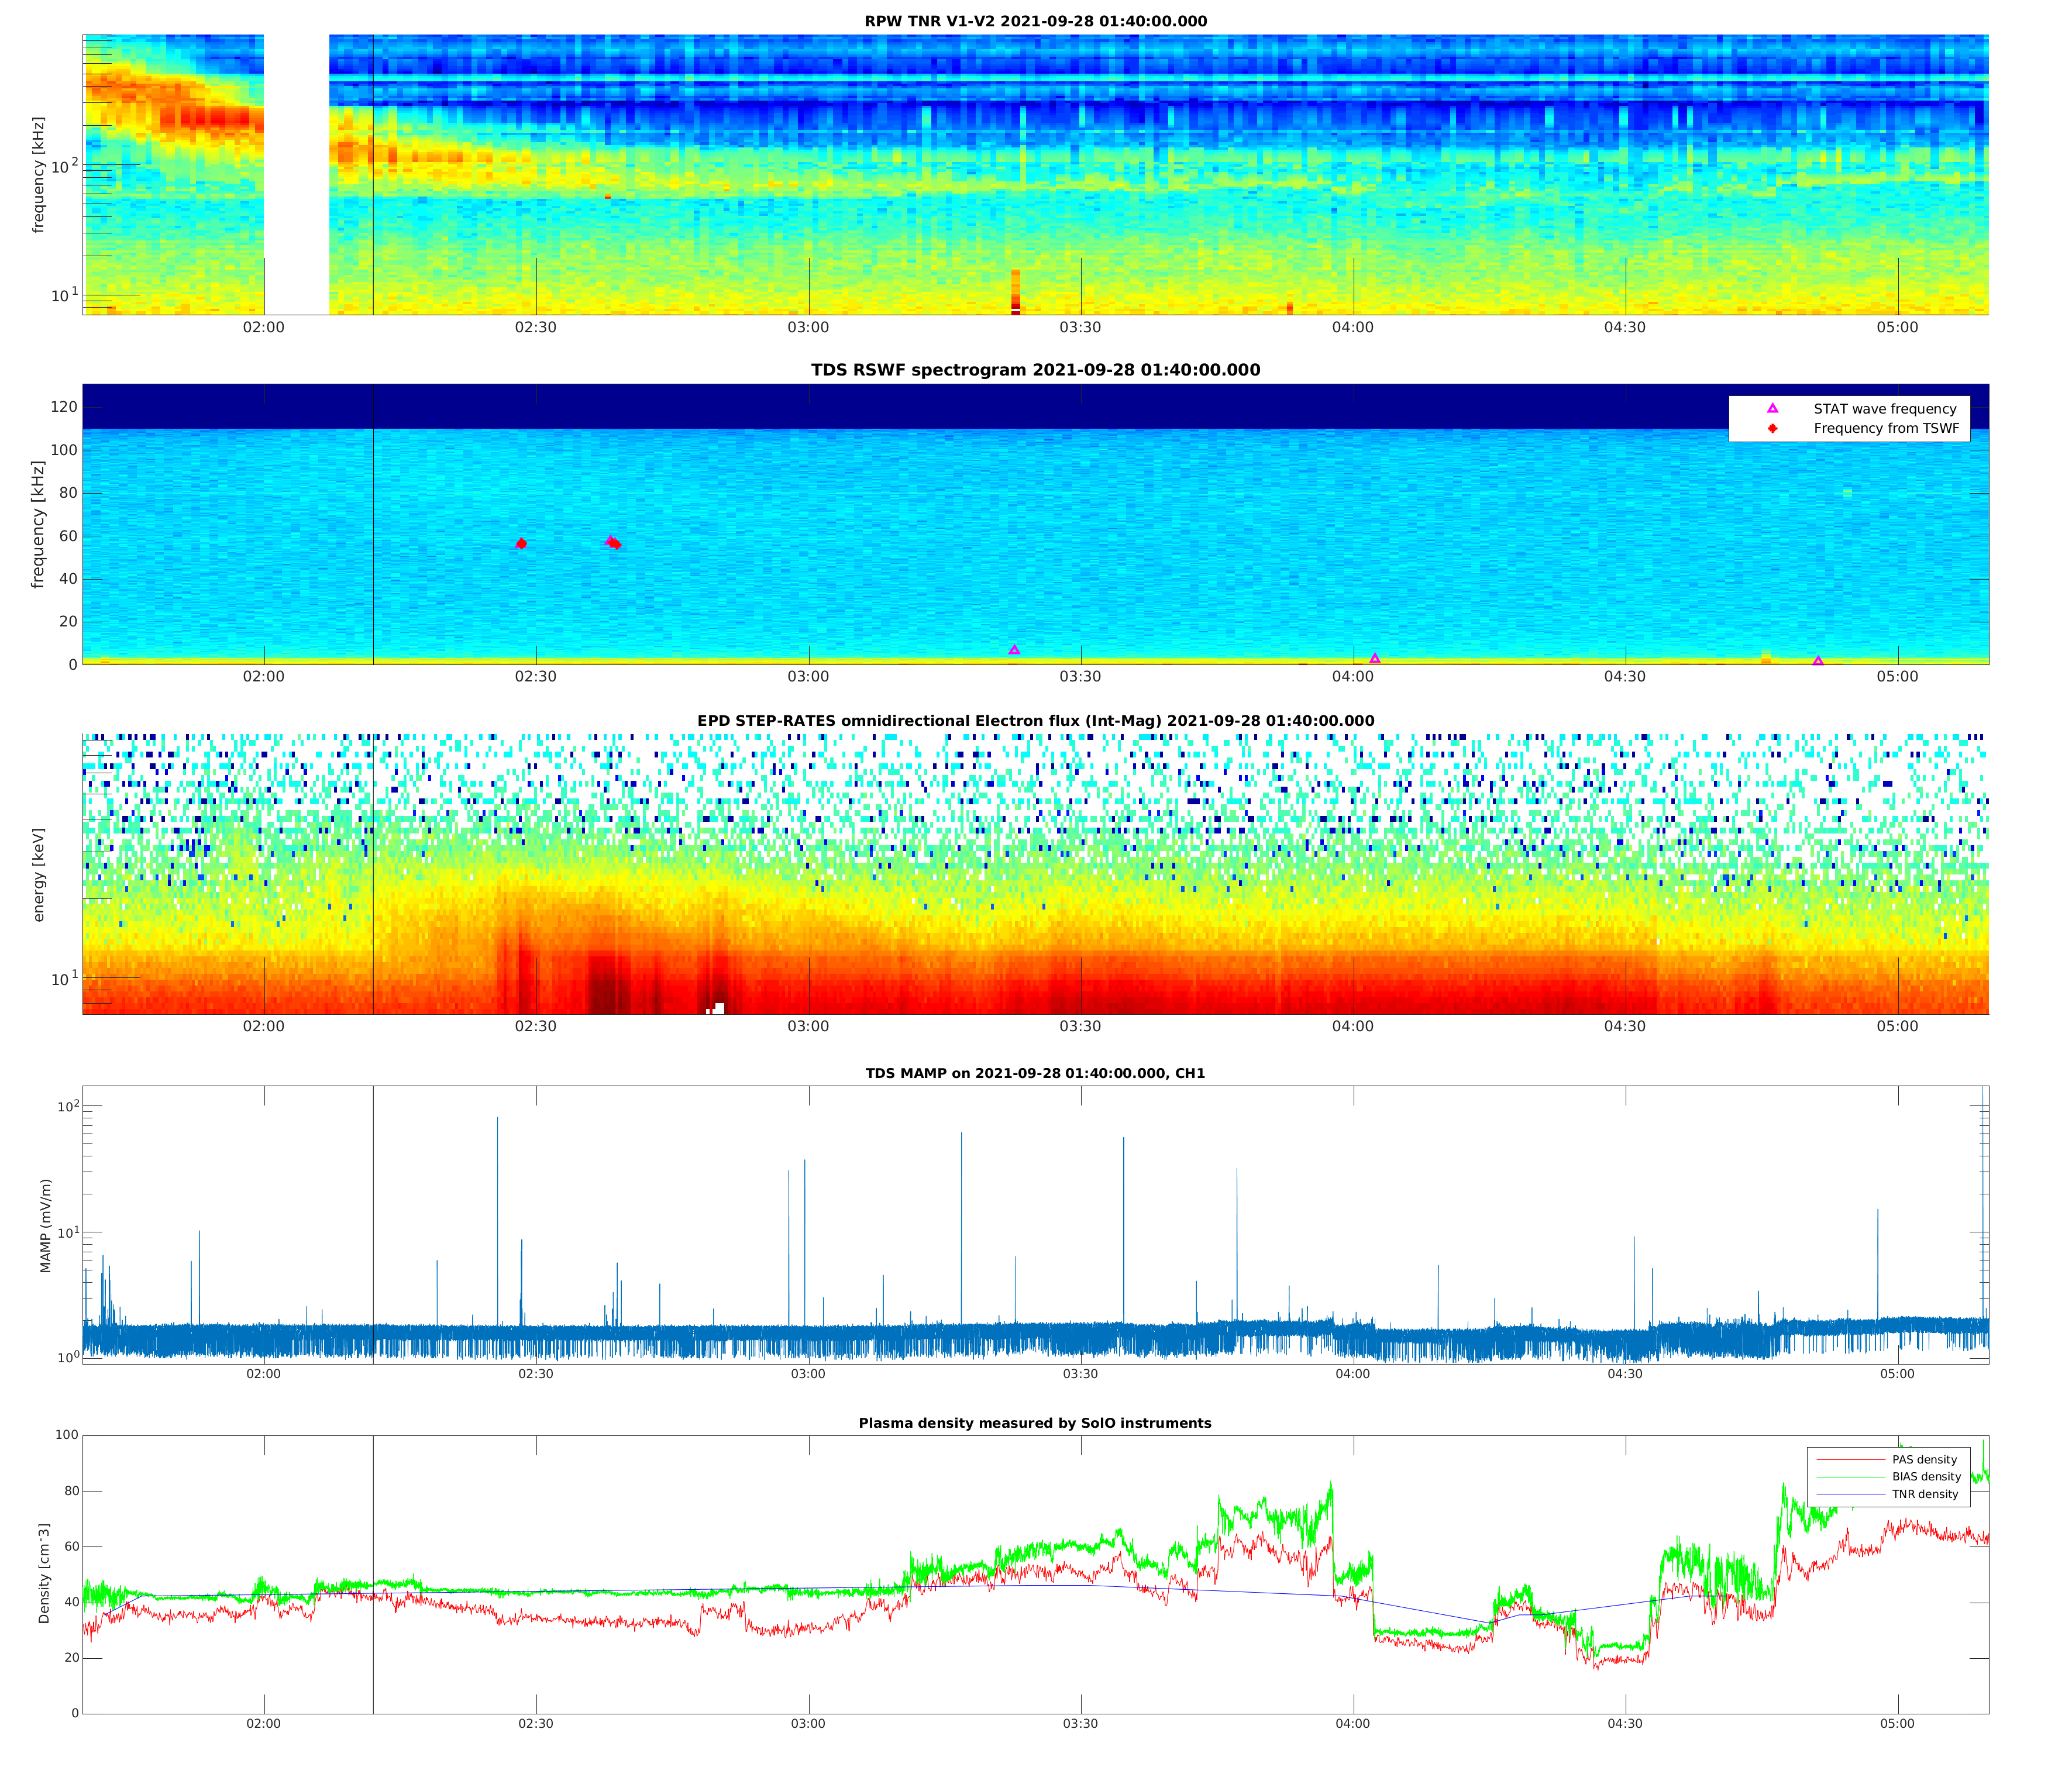 RPW TNR V1-V2 2021-09-28 01:40:00.000
frequency [kHz]
10^2
10^1
02:00 02:30 03:00 03:30 04:00 04:30 05:00
TDS RSWF spectrogram 2021-09-28 01:40:00.000
frequency [kHz]
120
100
80
60
40
20
0
STAT wave frequency
Frequency from TSWF
02:00 02:30 03:00 03:30 04:00 04:30 05:00
EPD STEP-RATES omnidirectional Electron flux (Int-Mag) 2021-09-28 01:40:00.000
energy [keV]
10^1
02:00 02:30 03:00 03:30 04:00 04:30 05:00
TDS MAMP on 2021-09-28 01:40:00.000, CH1
MAMP (mV/m)
10^2
10^1
10^0
02:00 02:30 03:00 03:30 04:00 04:30 05:00
Plasma density measured by SolO instruments
Density [cm^-3]
100
80
60
40
20
0
PAS density
BIAS density
TNR density
02:00 02:30 03:00 03:30 04:00 04:30 05:00